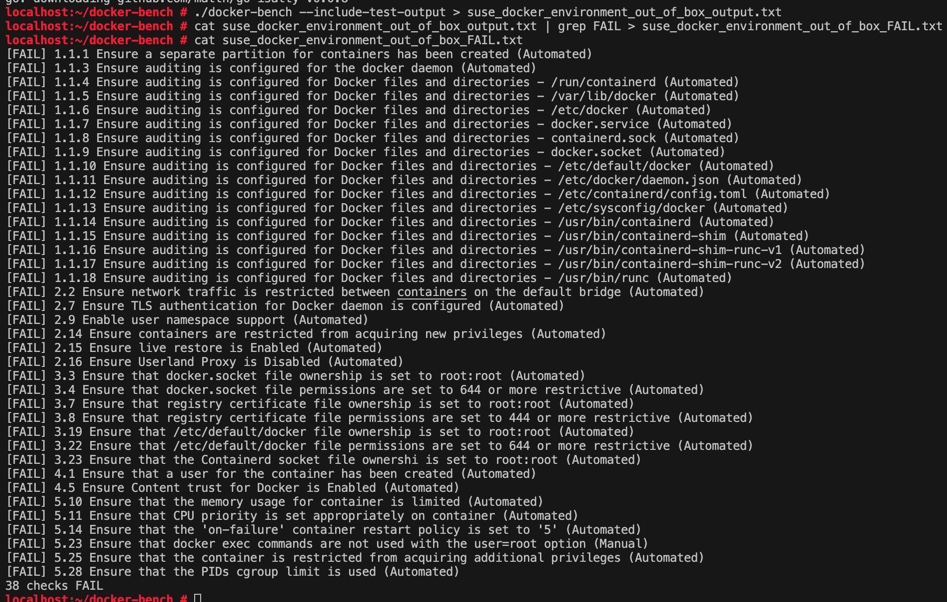 localhost:~/docker-bench # ./docker-bench --include-test-output > suse_docker_environment_out_of_box_output.txt
localhost:~/docker-bench # cat suse_docker_environment_out_of_box_output.txt | grep FAIL > suse_docker_environment_out_of_box_FAIL.txt
localhost:~/docker-bench # cat suse_docker_environment_out_of_box_FAIL.txt
[FAIL] 1.1.1 Ensure a separate partition for containers has been created (Automated)
[FAIL] 1.1.3 Ensure auditing is configured for the docker daemon (Automated)
[FAIL] 1.1.4 Ensure auditing is configured for Docker files and directories - /run/containerd (Automated)
[FAIL] 1.1.5 Ensure auditing is configured for Docker files and directories - /var/lib/docker (Automated)
[FAIL] 1.1.6 Ensure auditing is configured for Docker files and directories - /etc/docker (Automated)
[FAIL] 1.1.7 Ensure auditing is configured for Docker files and directories - docker.service (Automated)
[FAIL] 1.1.8 Ensure auditing is configured for Docker files and directories - containerd.sock (Automated)
[FAIL] 1.1.9 Ensure auditing is configured for Docker files and directories - docker.socket (Automated)
[FAIL] 1.1.10 Ensure auditing is configured for Docker files and directories - /etc/default/docker (Automated)
[FAIL] 1.1.11 Ensure auditing is configured for Docker files and directories - /etc/docker/daemon.json (Automated)
[FAIL] 1.1.12 Ensure auditing is configured for Docker files and directories - /etc/containerd/config.toml (Automated)
[FAIL] 1.1.13 Ensure auditing is configured for Docker files and directories - /etc/sysconfig/docker (Automated)
[FAIL] 1.1.14 Ensure auditing is configured for Docker files and directories - /usr/bin/containerd (Automated)
[FAIL] 1.1.15 Ensure auditing is configured for Docker files and directories - /usr/bin/containerd-shim (Automated)
[FAIL] 1.1.16 Ensure auditing is configured for Docker files and directories - /usr/bin/containerd-shim-runc-v1 (Automated)
[FAIL] 1.1.17 Ensure auditing is configured for Docker files and directories - /usr/bin/containerd-shim-runc-v2 (Automated)
[FAIL] 1.1.18 Ensure auditing is configured for Docker files and directories - /usr/bin/runc (Automated)
[FAIL] 2.2 Ensure network traffic is restricted between containers on the default bridge (Automated)
[FAIL] 2.7 Ensure TLS authentication for Docker daemon is configured (Automated)
[FAIL] 2.9 Enable user namespace support (Automated)
[FAIL] 2.14 Ensure containers are restricted from acquiring new privileges (Automated)
[FAIL] 2.15 Ensure live restore is Enabled (Automated)
[FAIL] 2.16 Ensure Userland Proxy is Disabled (Automated)
[FAIL] 3.3 Ensure that docker.socket file ownership is set to root:root (Automated)
[FAIL] 3.4 Ensure that docker.socket file permissions are set to 644 or more restrictive (Automated)
[FAIL] 3.7 Ensure that registry certificate file ownership is set to root:root (Automated)
[FAIL] 3.8 Ensure that registry certificate file permissions are set to 444 or more restrictive (Automated)
[FAIL] 3.19 Ensure that /etc/default/docker file ownership is set to root:root (Automated)
[FAIL] 3.22 Ensure that /etc/default/docker file permissions are set to 644 or more restrictive (Automated)
[FAIL] 3.23 Ensure that the Containerd socket file ownershi is set to root:root (Automated)
[FAIL] 4.1 Ensure that a user for the container has been created (Automated)
[FAIL] 4.5 Ensure Content trust for Docker is Enabled (Automated)
[FAIL] 5.10 Ensure that the memory usage for container is limited (Automated)
[FAIL] 5.11 Ensure that CPU priority is set appropriately on container (Automated)
[FAIL] 5.14 Ensure that the 'on-failure' container restart policy is set to '5' (Automated)
[FAIL] 5.23 Ensure that docker exec commands are not used with the user=root option (Manual)
[FAIL] 5.25 Ensure that the container is restricted from acquiring additional privileges (Automated)
[FAIL] 5.28 Ensure that the PIDs cgroup limit is used (Automated)
38 checks FAIL
localhost:~/docker-bench #